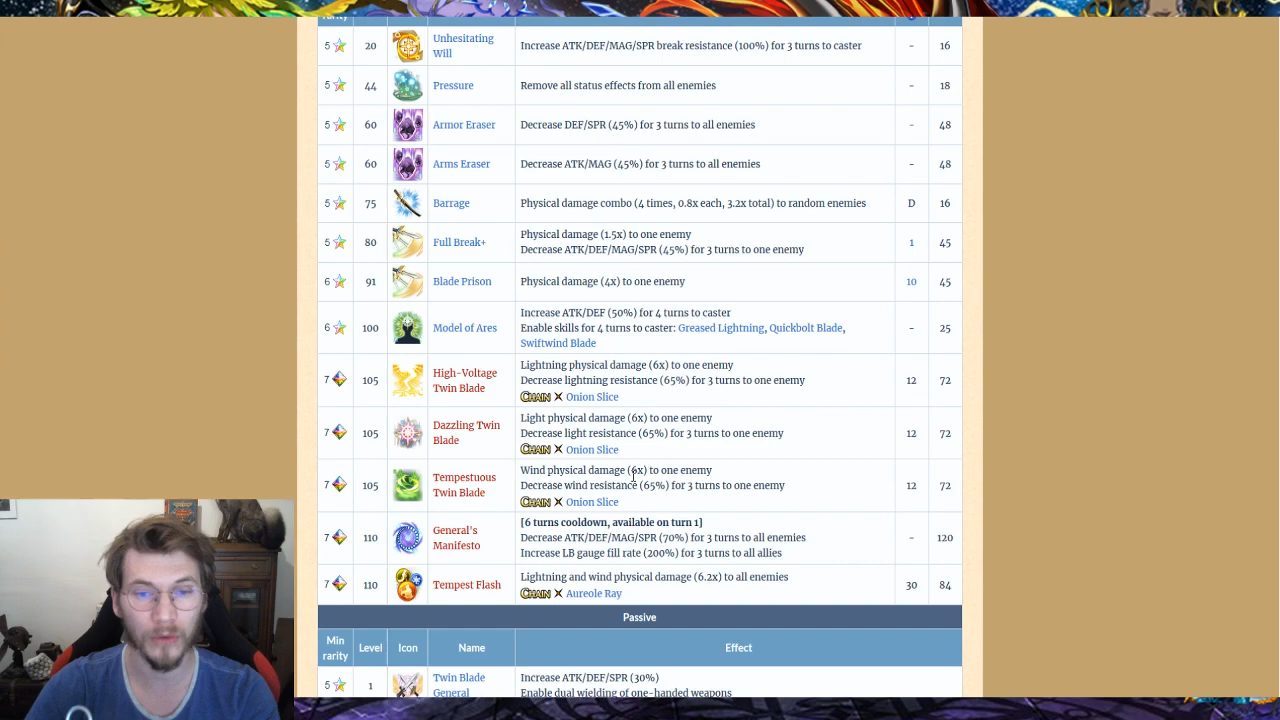 rarity
5 20 Unhesitating Will Increase ATK/DEF/MAG/SPR break resistance (100%) for 3 turns to caster - 16
5 44 Pressure Remove all status effects from all enemies - 18
5 60 Armor Eraser Decrease DEF/SPR (45%) for 3 turns to all enemies - 48
5 60 Arms Eraser Decrease ATK/MAG (45%) for 3 turns to all enemies - 48
5 75 Barrage Physical damage combo (4 times, 0.8x each, 3.2x total) to random enemies D 16
5 80 Full Break+ Physical damage (1.5x) to one enemy
Decrease ATK/DEF/MAG/SPR (45%) for 3 turns to one enemy 1 45
6 91 Blade Prison Physical damage (4x) to one enemy 10 45
6 100 Model of Ares Increase ATK/DEF (50%) for 4 turns to caster
Enable skills for 4 turns to caster: Greased Lightning, Quickbolt Blade,
Swiftwind Blade - 25
7 105 High-Voltage Twin Blade Lightning physical damage (6x) to one enemy
Decrease lightning resistance (65%) for 3 turns to one enemy
CHAIN Onion Slice 12 72
7 105 Dazzling Twin Blade Light physical damage (6x) to one enemy
Decrease light resistance (65%) for 3 turns to one enemy
CHAIN Onion Slice 12 72
7 105 Tempestuous Twin Blade Wind physical damage (6x) to one enemy
Decrease wind resistance (65%) for 3 turns to one enemy
CHAIN Onion Slice 12 72
7 110 General's Manifesto [6 turns cooldown, available on turn 1]
Decrease ATK/DEF/MAG/SPR (70%) for 3 turns to all enemies
Increase LB gauge fill rate (200%) for 3 turns to all allies - 120
7 110 Tempest Flash Lightning and wind physical damage (6.2x) to all enemies
CHAIN Aureole Ray 30 84
Passive
Min rarity Level Icon Name Effect
5 1 Twin Blade General Increase ATK/DEF/SPR (30%)
Enable dual wielding of one-handed weapons